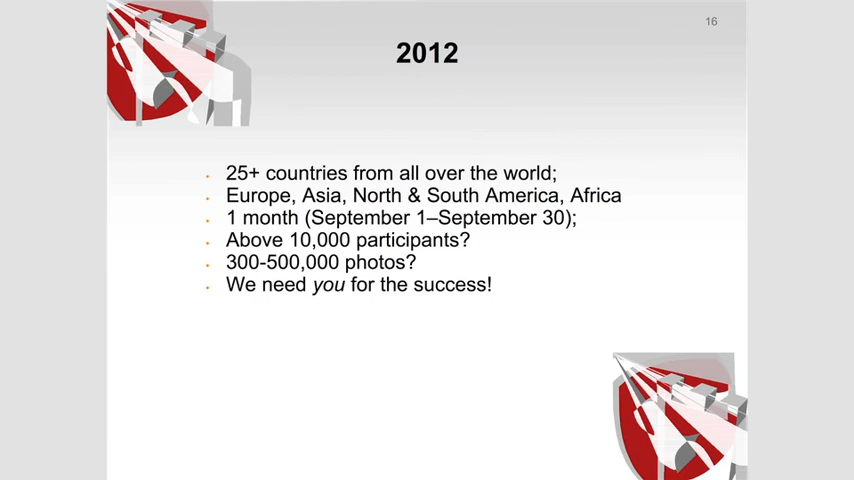 16
2012
25+ countries from all over the world;
Europe, Asia, North & South America, Africa
1 month (September 1–September 30);
Above 10,000 participants?
300-500,000 photos?
We need you for the success!